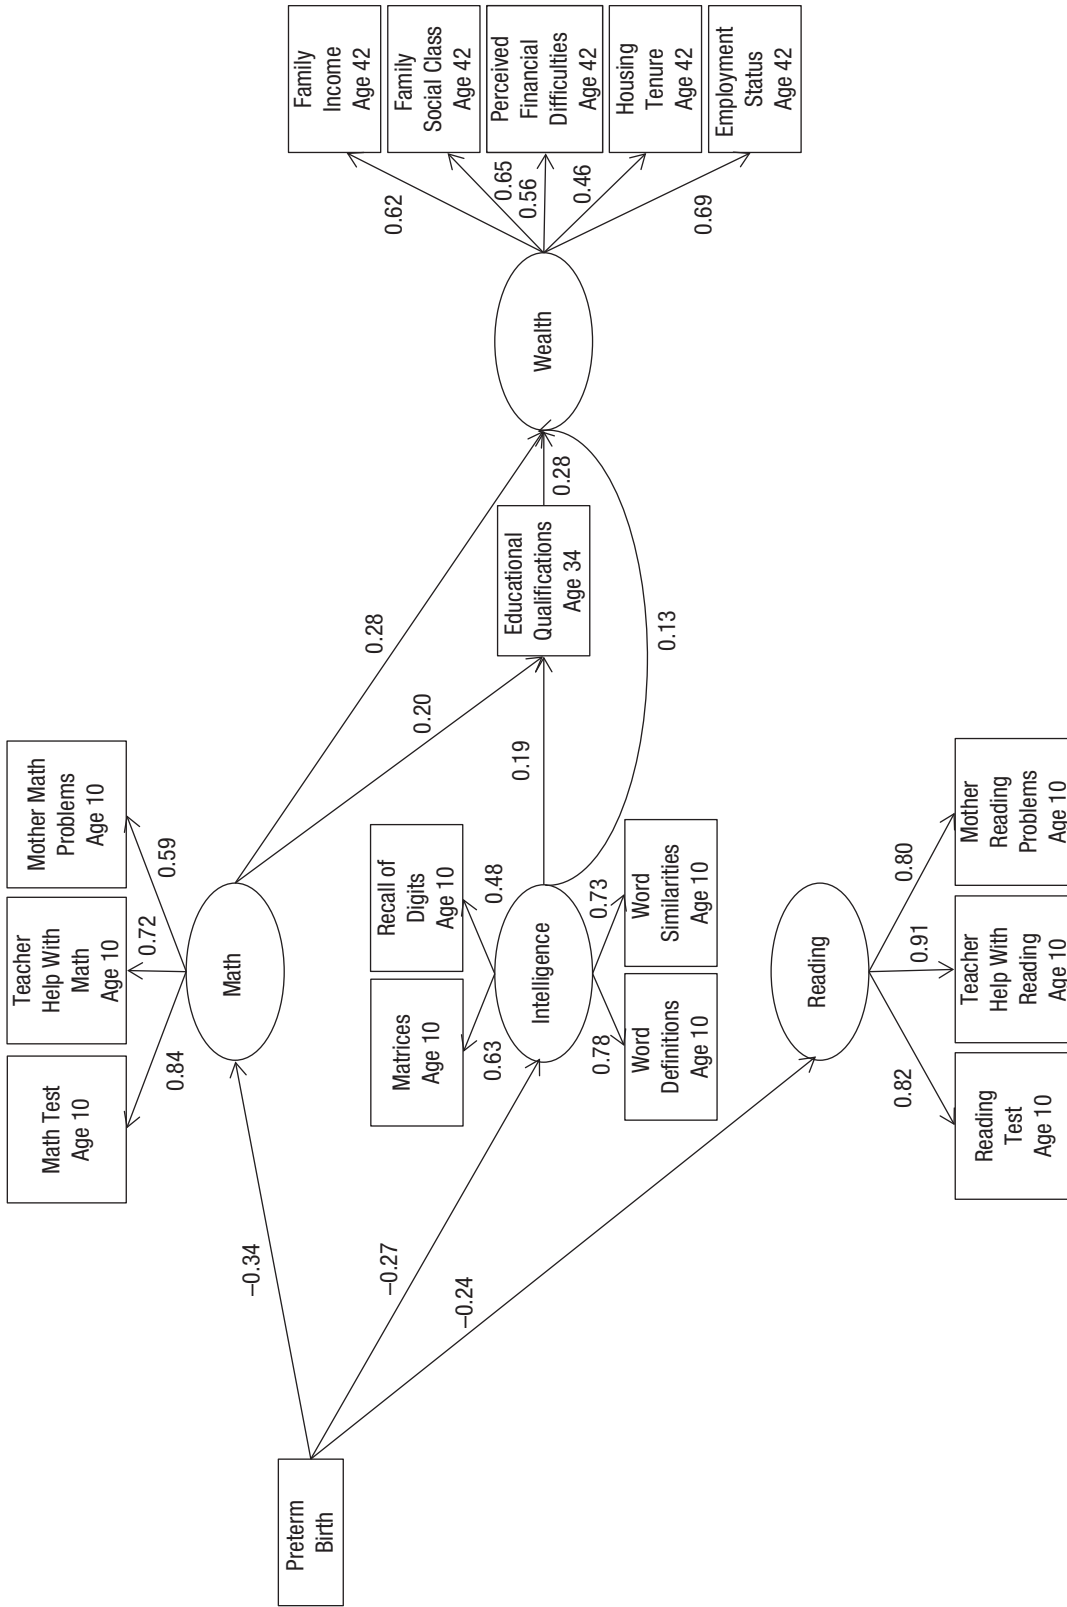 Preterm
Birth
–0.34
–0.27
–0.24
Math Test
Age 10
Teacher
Help With
Math
Age 10
Mother Math
Problems
Age 10
0.84
0.72
0.59
Math
Matrices
Age 10
Recall of
Digits
Age 10
0.63
0.48
Intelligence
0.78
0.73
Word
Definitions
Age 10
Word
Similarities
Age 10
Reading
0.82
0.91
0.80
Reading
Test
Age 10
Teacher
Help With
Reading
Age 10
Mother
Reading
Problems
Age 10
0.28
0.20
0.19
0.13
Educational
Qualifications
Age 34
0.28
Wealth
0.62
0.65
0.56
0.46
0.69
Family
Income
Age 42
Family
Social Class
Age 42
Perceived
Financial
Difficulties
Age 42
Housing
Tenure
Age 42
Employment
Status
Age 42